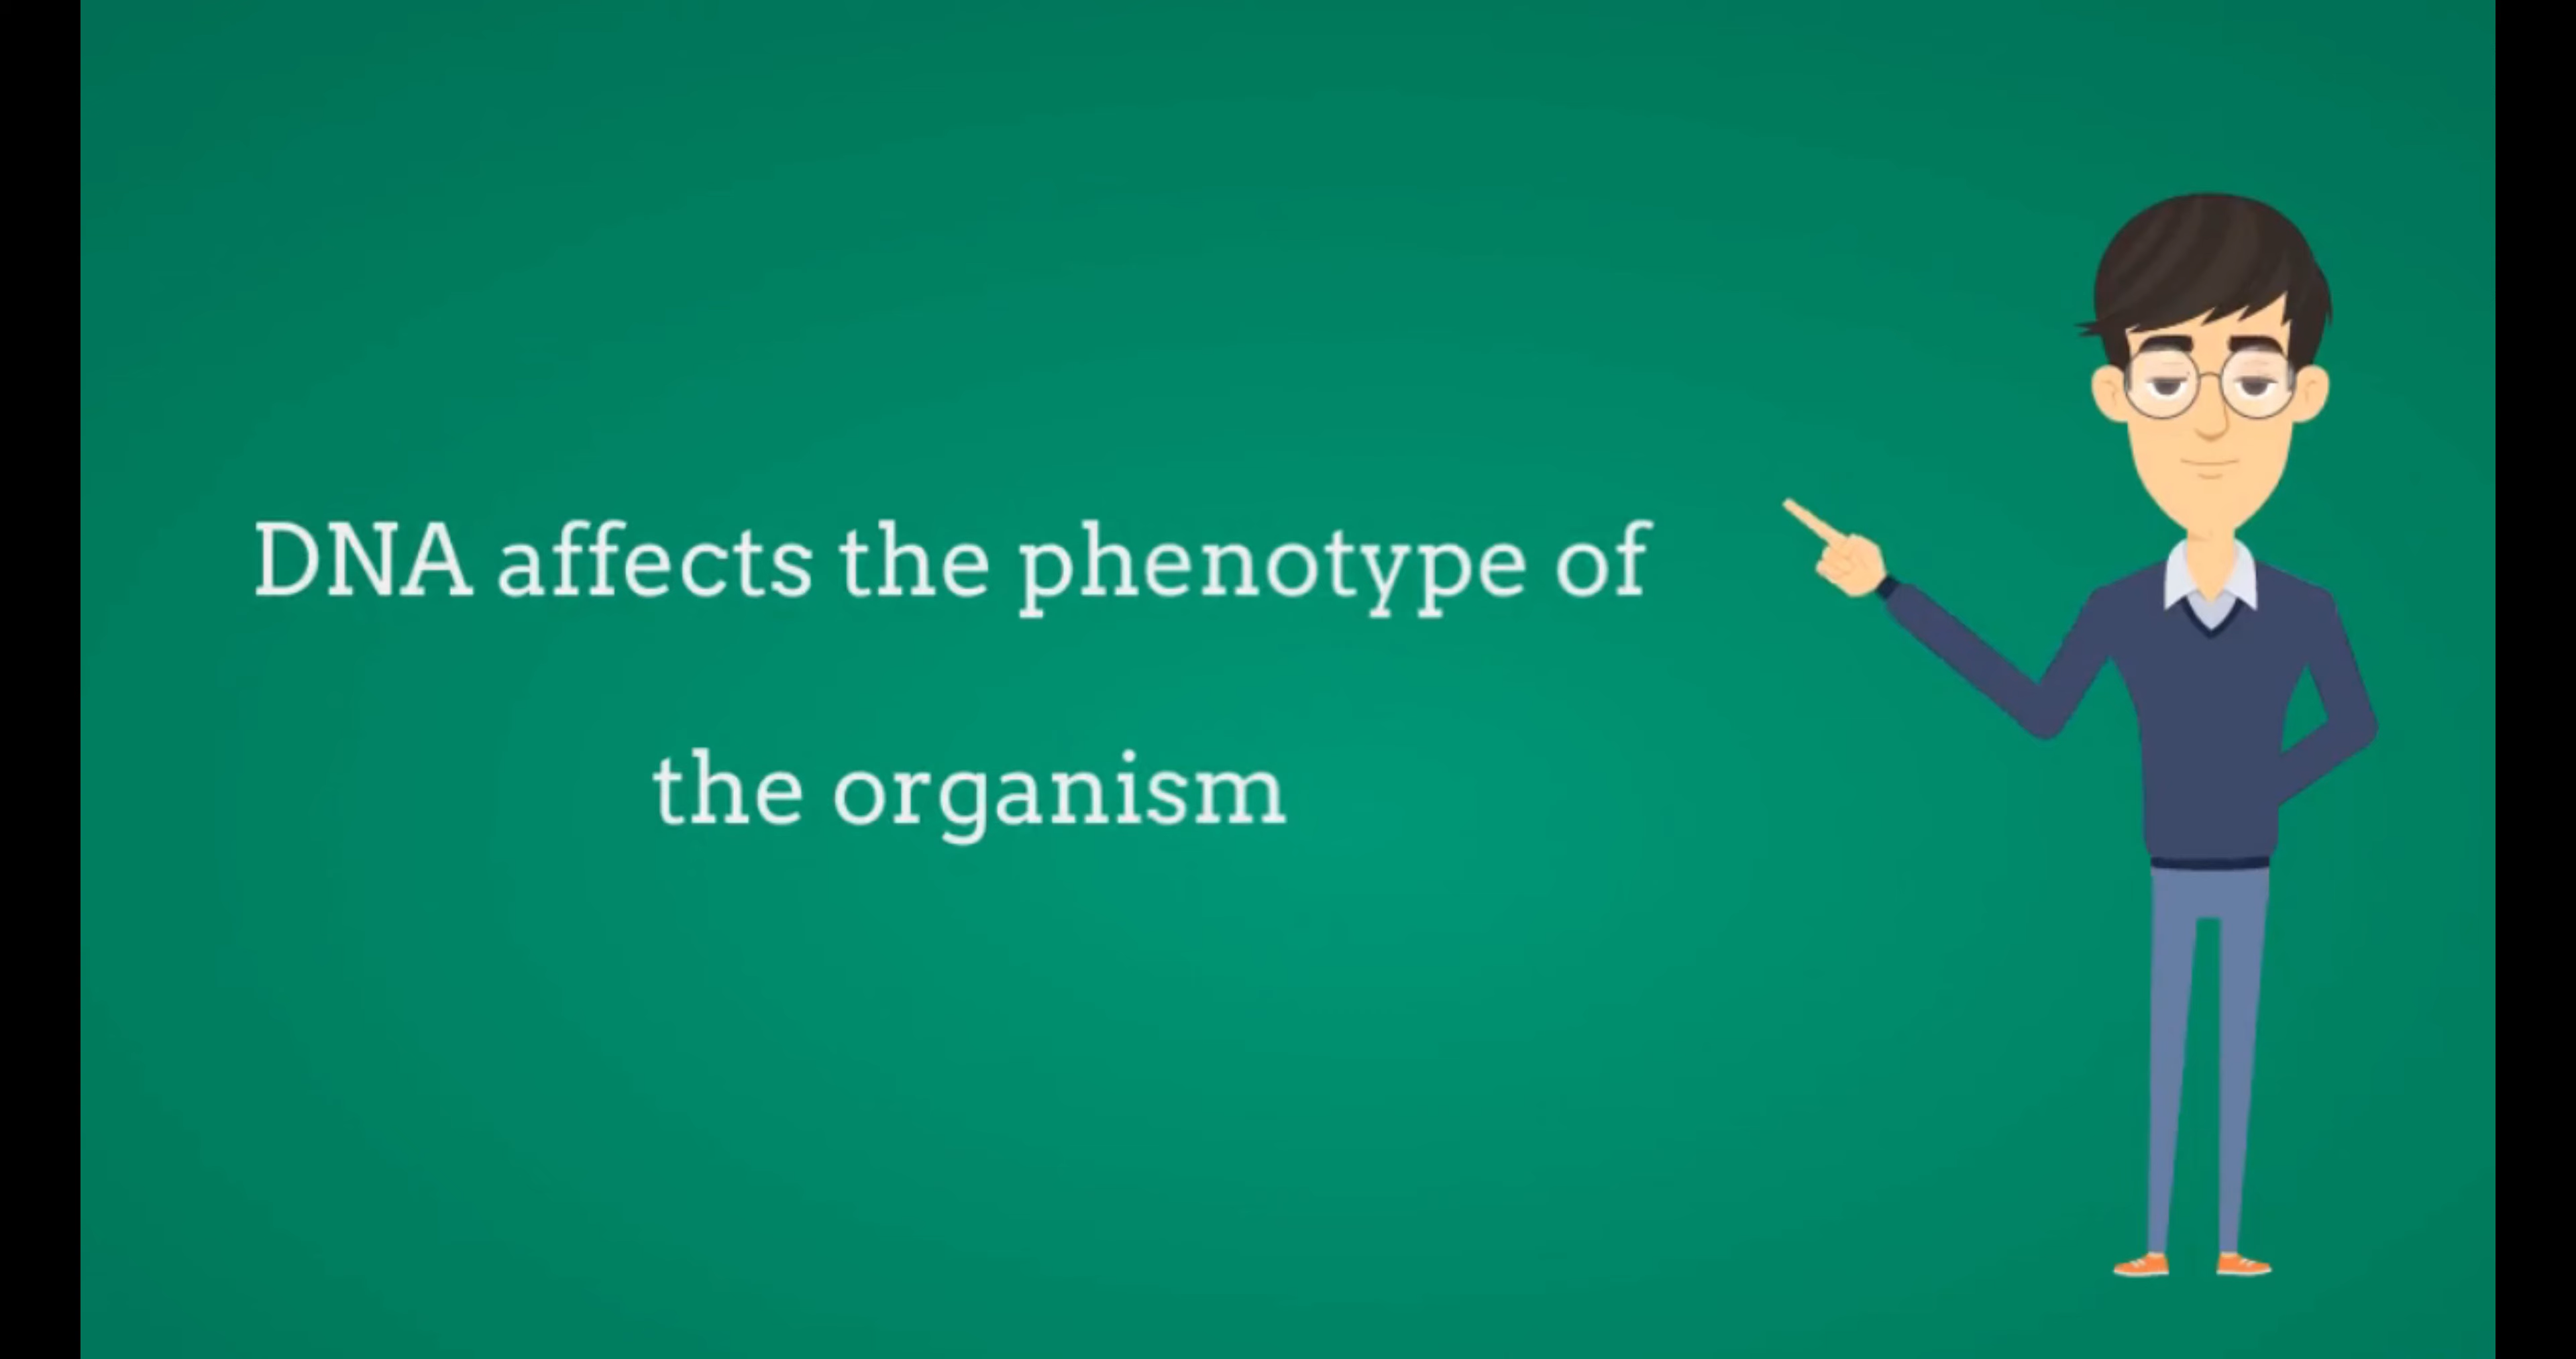 DNA affects the phenotype of
the organism